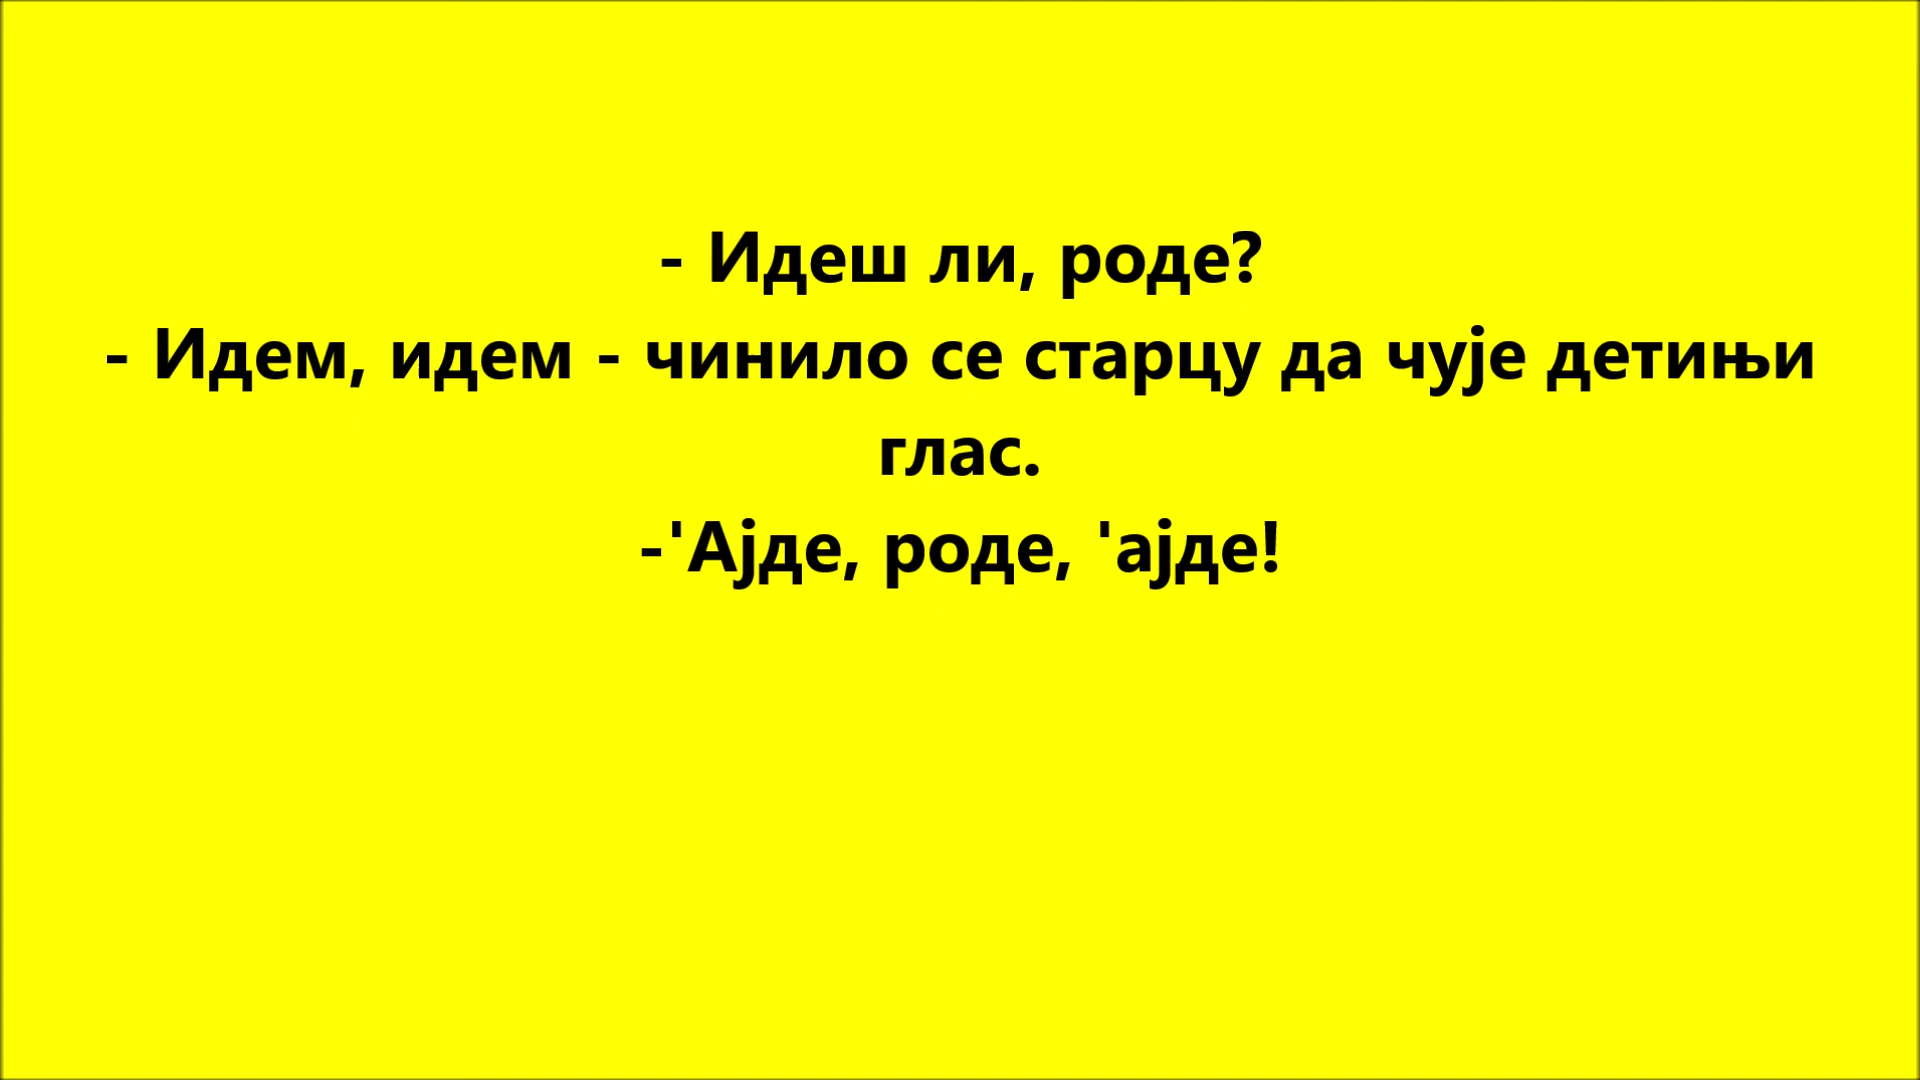 - Идеш ли, роде?
- Идем, идем - чинило се старцу да чује детињи
глас.
-'Ајде, роде, 'ајде!